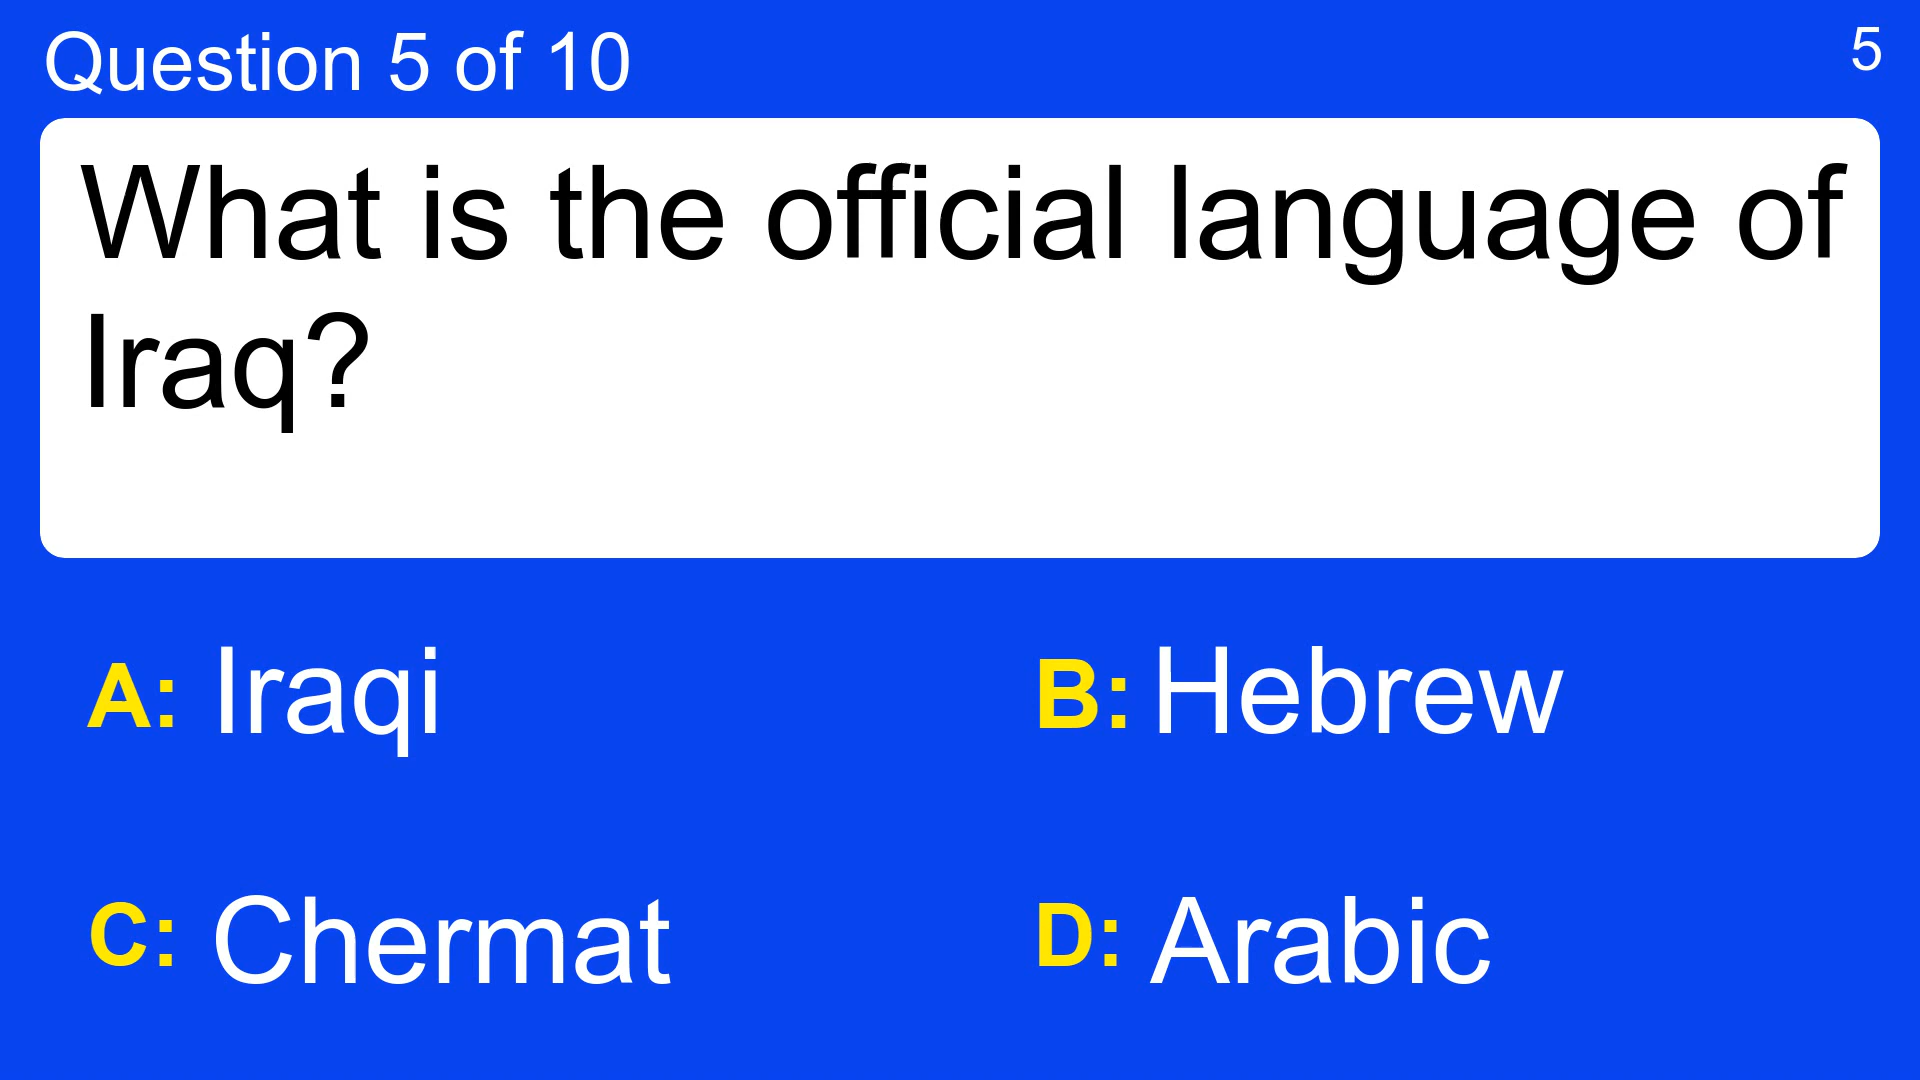 Question 5 of 10
5
What is the official language of
Iraq?
A: Iraqi
B: Hebrew
C: Chermat
D: Arabic